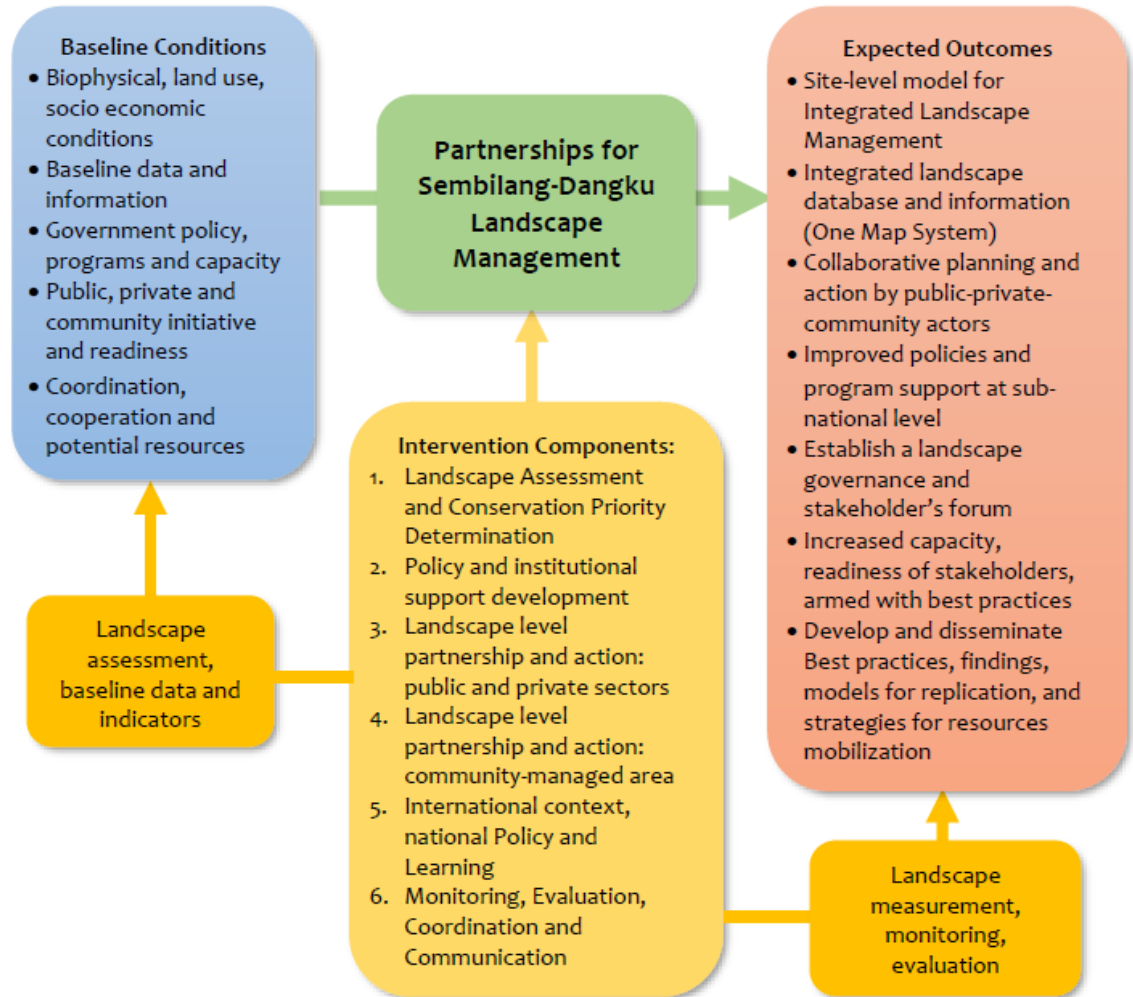 Baseline Conditions
• Biophysical, land use,
socio economic
conditions
• Baseline data and
information
• Government policy,
programs and capacity
• Public, private and
community initiative
and readiness
• Coordination,
cooperation and
potential resources
Partnerships for
Sembilang-Dangku
Landscape
Management
Expected Outcomes
• Site-level model for
Integrated Landscape
Management
• Integrated landscape
database and information
(One Map System)
• Collaborative planning and
action by public-private-
community actors
• Improved policies and
program support at sub-
national level
• Establish a landscape
governance and
stakeholder’s forum
• Increased capacity,
readiness of stakeholders,
armed with best practices
• Develop and disseminate
Best practices, findings,
models for replication, and
strategies for resources
mobilization
Landscape
assessment,
baseline data and
indicators
Intervention Components:
1. Landscape Assessment
and Conservation Priority
Determination
2. Policy and institutional
support development
3. Landscape level
partnership and action:
public and private sectors
4. Landscape level
partnership and action:
community-managed area
5. International context,
national Policy and
Learning
6. Monitoring, Evaluation,
Coordination and
Communication
Landscape
measurement,
monitoring,
evaluation